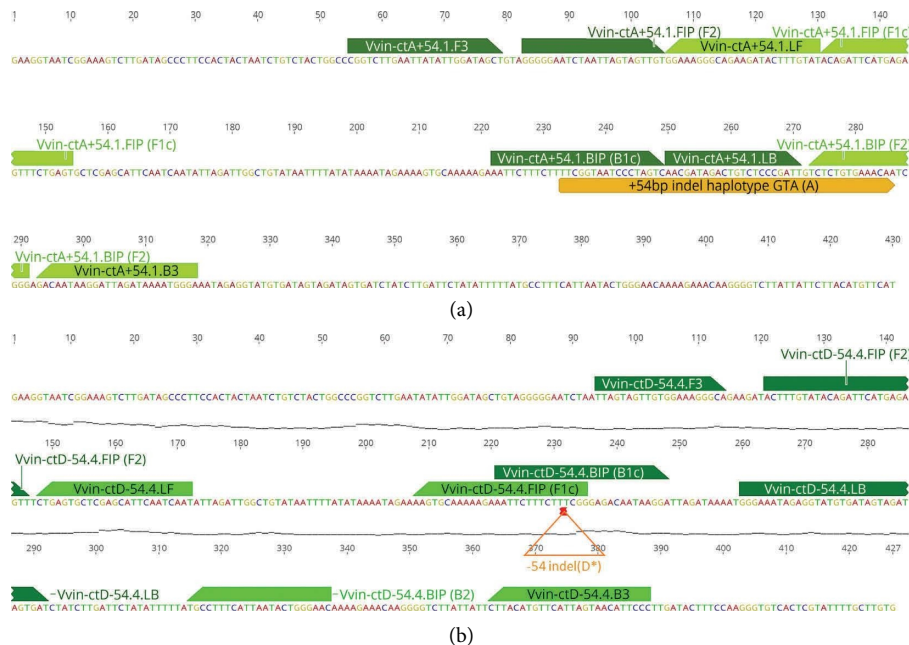 1 10 20 30 40 50 60 70 80 90 100 110 120 130 140
Vvin-ctA+54.1.FIP (F2) Vvin-ctA+54.1.FIP (F1c)
Vvin-ctA+54.1.F3 Vvin-ctA+54.1.LF
GAAGGTAATCGGAAAGTCTTGATAGCCCTTCCACTACTAATCTGTCTACTGGCCCGGTCTTGAATTATATTGGATAGCTGTAGGGGGAATCTAATTAGTAGTTGTGGAAAGGGCAGAAGATACTTTGTATACAGATTCATGAGA
150 160 170 180 190 200 210 220 230 240 250 260 270 280
Vvin-ctA+54.1.FIP (F1c) Vvin-ctA+54.1.BIP (F2)
Vvin-ctA+54.1.BIP (B1c) Vvin-ctA+54.1.LB
GTTTCTGAGTGCTCGAGCATTCAATCAATATTAGATTGGCTGTATAATTTTATATAAAATAGAAAAGTGCAAAAAGAAATTCTTTCTTTTCGGTAATCCCTAGTCAACGATAGACTGTCTCCCGATTGTCTCTGTGAAACAATC
+54bp indel haplotype GTA (A)
290 300 310 320 330 340 350 360 370 380 390 400 410 420 430
Vvin-ctA+54.1.BIP (F2)
Vvin-ctA+54.1.B3
GGGAGACAATAAGGATTAGATAAAATGGGAAATAGAGGTATGTGATAGTAGATAGTGATCTATCTTGATTCTATATTTTTATGCCTTTCATTAATACTGGGAACAAAAGAAACAAGGGGTCTTATTATTCTTACATGTTCAT
(a)
1 10 20 30 40 50 60 70 80 90 100 110 120 130 140
Vvin-ctD-54.4.FIP (F2)
Vvin-ctD-54.4.F3
GAAGGTAATCGGAAAGTCTTGATAGCCCTTCCACTACTAATCTGTCTACTGGCCCGGTCTTGAATATATTGGATAGCTGTAGGGGGAATCTAATTAGTAGTTGTGGAAAGGGCAGAAGATACTTTGTATACAGATTCATGAGA
150 160 170 180 190 200 210 220 230 240 250 260 270 280
Vvin-ctD-54.4.FIP (F2)
Vvin-ctD-54.4.BIP (B1c)
Vvin-ctD-54.4.LF Vvin-ctD-54.4.FIP (F1c) Vvin-ctD-54.4.LB
GTTTCTGAGTGCTCGAGCATTCAATCAATATTAGATTGGCTGTATAATTTTATATAAAATAGAAAAGTGCAAAAAGAAATTCTTTCTTTCGGGAGACAATAAGGATTAGATAAAATGGGAAATAGAGGTATGTGATAGTAGAT
290 300 310 320 330 340 350 360 370 380 390 400 410 420 427
-54 indel(D*)
Vvin-ctD-54.4.LB Vvin-ctD-54.4.BIP (B2) Vvin-ctD-54.4.B3
AGTGATCTATCTTGATTCTATATTTTTATGCCTTTCATTAATACTGGGAACAAAAGAAACAAGGGGTCTTATTATTCTTACATGTTCATTAGTAACATTCCCTTGATACTTTCCAAGGGTGTCACTCGTATTTTGCTTGTG
(b)